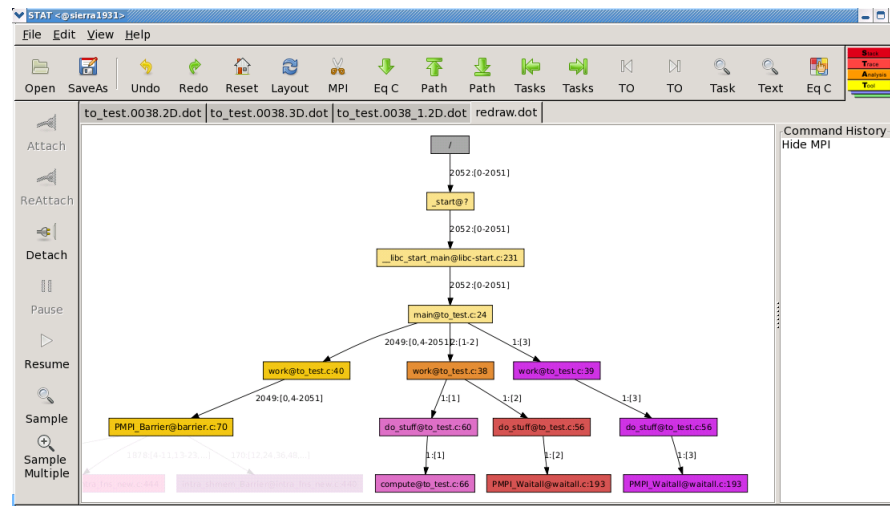 STAT <@sierra1931>
File Edit View Help
Open SaveAs Undo Redo Reset Layout MPI Eq C Path Path Tasks Tasks TO TO Task Text Eq C
Stack
Trace
Analysis
Tool
to_test.0038.2D.dot to_test.0038.3D.dot to_test.0038_1.2D.dot redraw.dot
Attach
ReAttach
Detach
Pause
Resume
Sample
Sample
Multiple
Command History
Hide MPI
/
2052:[0-2051]
_start@?
2052:[0-2051]
__libc_start_main@libc-start.c:231
2052:[0-2051]
main@to_test.c:24
2049:[0,4-2051] 2:[1-2] 1:[3]
work@to_test.c:40 work@to_test.c:38 work@to_test.c:39
2049:[0,4-2051] 1:[1] 1:[2] 1:[3]
PMPI_Barrier@barrier.c:70 do_stuff@to_test.c:60 do_stuff@to_test.c:56 do_stuff@to_test.c:56
1:[1] 1:[2] 1:[3]
compute@to_test.c:66 PMPI_Waitall@waitall.c:193 PMPI_Waitall@waitall.c:193